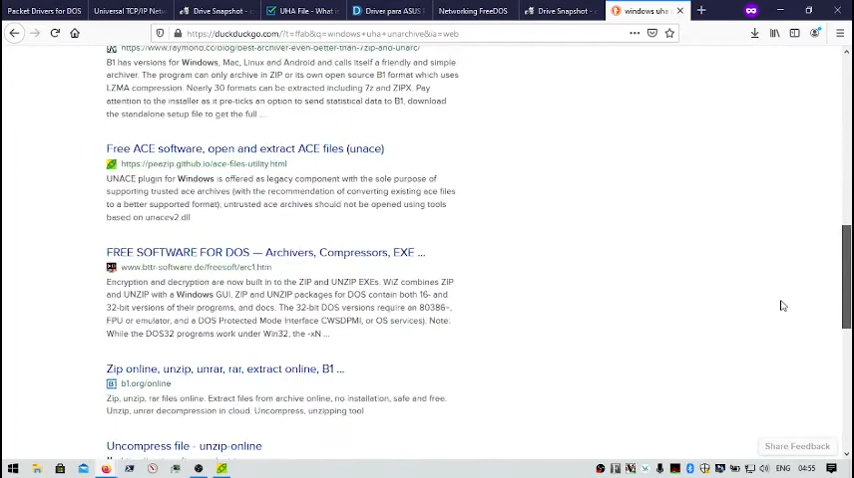 Packet Drivers for DOS
Universal TCP/IP Net
Drive Snapshot -
UHA File - What i
Driver para ASUS
Networking FreeDOS
Drive Snapshot -
windows uha
https://duckduckgo.com/?t=ffab&q=windows+uha+unarchive&ia=web
https://www.raymond.cc/blog/best-archiver-even-better-than-7zip-and-unarc/
B1 has versions for Windows, Mac, Linux and Android and calls itself a friendly and simple
archiver. The program can only archive in ZIP or its own open source B1 format which uses
LZMA compression. Nearly 30 formats can be extracted including 7z and ZIPX. Pay
attention to the installer as it pre-ticks an option to send statistical data to B1, download
the standalone setup file to get the full ...
Free ACE software, open and extract ACE files (unace)
https://peazip.github.io/ace-files-utility.html
UNACE plugin for Windows is offered as legacy component with the sole purpose of
supporting trusted ace archives (with the recommendation of converting existing ace files
to a better supported format), untrusted ace archives should not be opened using tools
based on unacev2.dll
FREE SOFTWARE FOR DOS — Archivers, Compressors, EXE ...
www.bttr-software.de/freesoft/arc1.htm
Encryption and decryption are now built in to the ZIP and UNZIP EXEs. WiZ combines ZIP
and UNZIP with a Windows GUI. ZIP and UNZIP packages for DOS contain both 16- and
32-bit versions of their programs, and docs. The 32-bit DOS versions require an 80386+,
FPU or emulator, and a DOS Protected Mode Interface CWSDPMI, or OS services). Note:
While the DOS32 programs work under Win32, the -xN ...
Zip online, unzip, unrar, rar, extract online, B1 ...
b1.org/online
Zip, unzip, rar files online. Extract files from archive online, no installation, safe and free.
Unzip, unrar decompression in cloud. Uncompress, unzipping tool
Uncompress file - unzip-online
Share Feedback
ENG
04:55